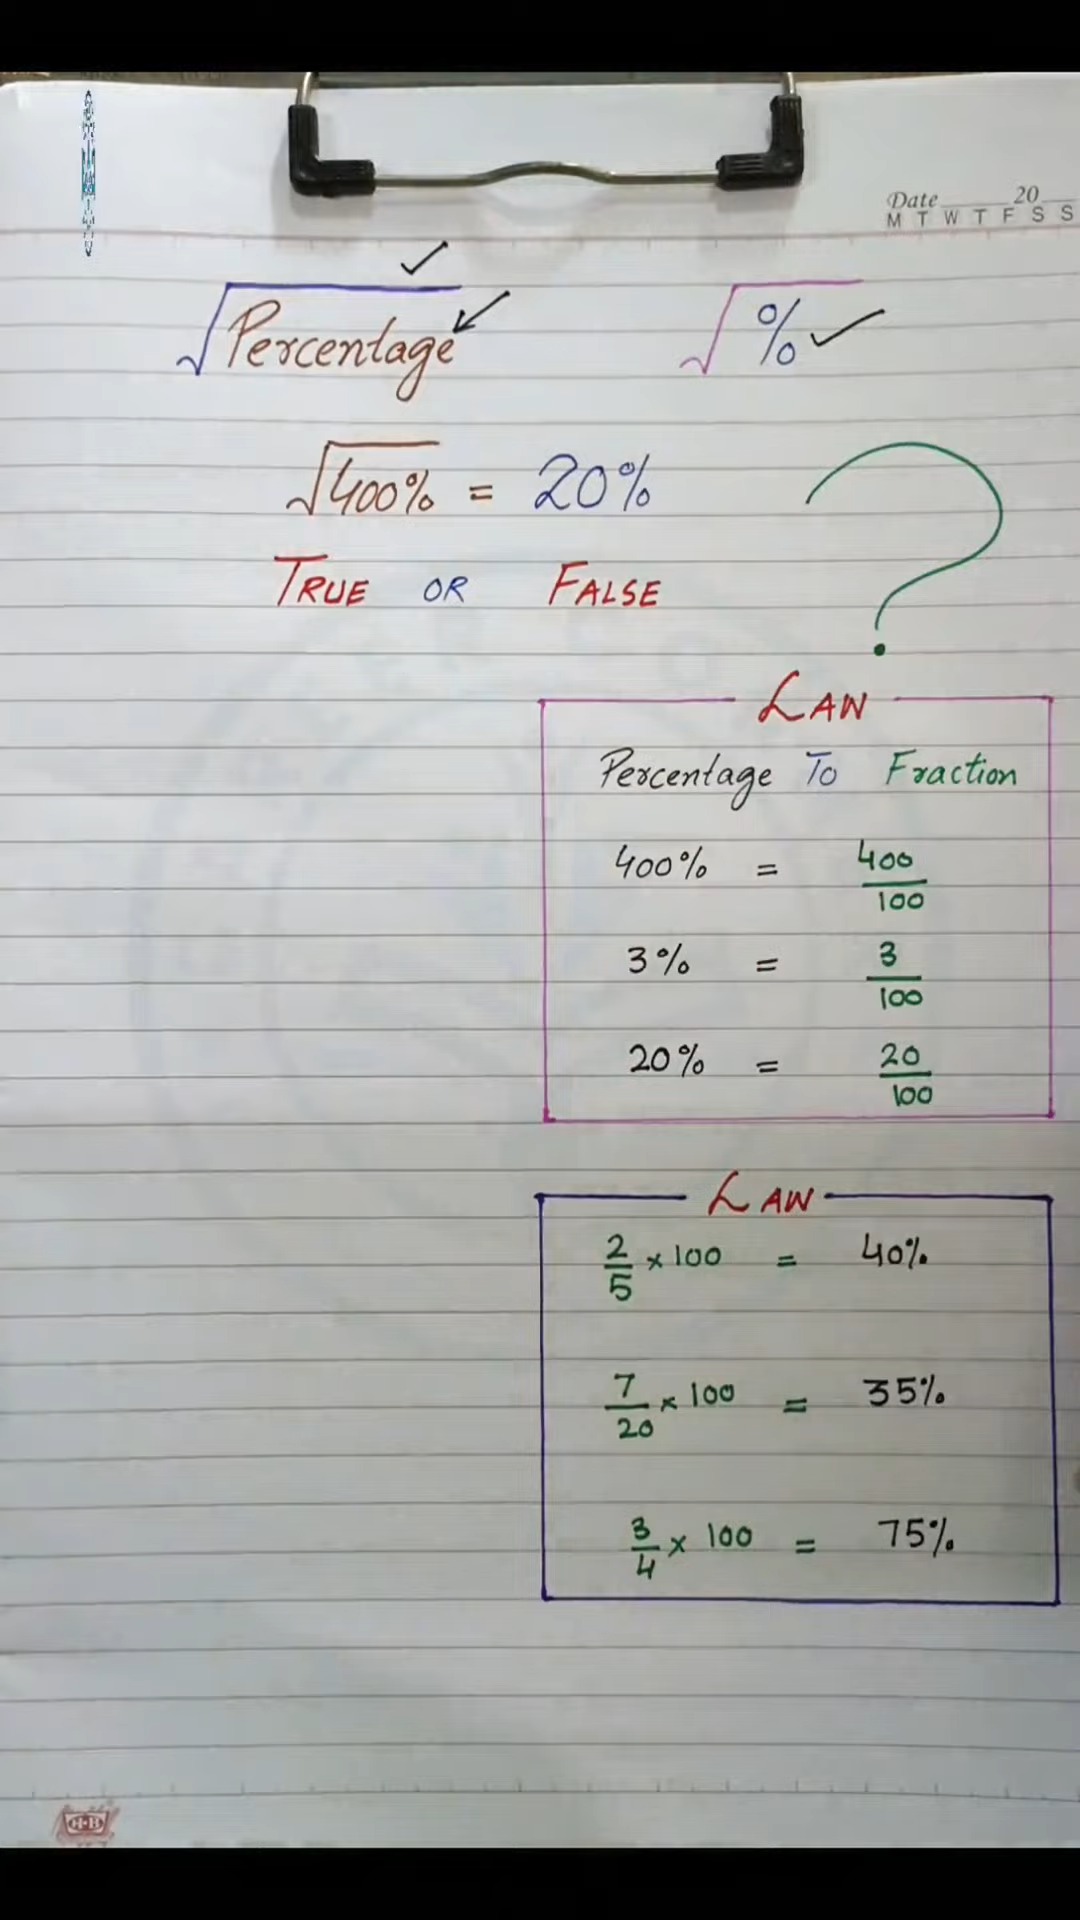 Date 20
M T W T F S S
√Percentage √%
√400% = 20%
TRUE OR FALSE ?
LAW
Percentage To Fraction
400% = 400/100
3% = 3/100
20% = 20/100
LAW
2/5 × 100 = 40%
7/20 × 100 = 35%
3/4 × 100 = 75%
H·B